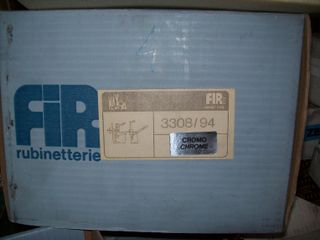 FiR
rubinetterie
FIR
3308/94
CROMO
CHROME